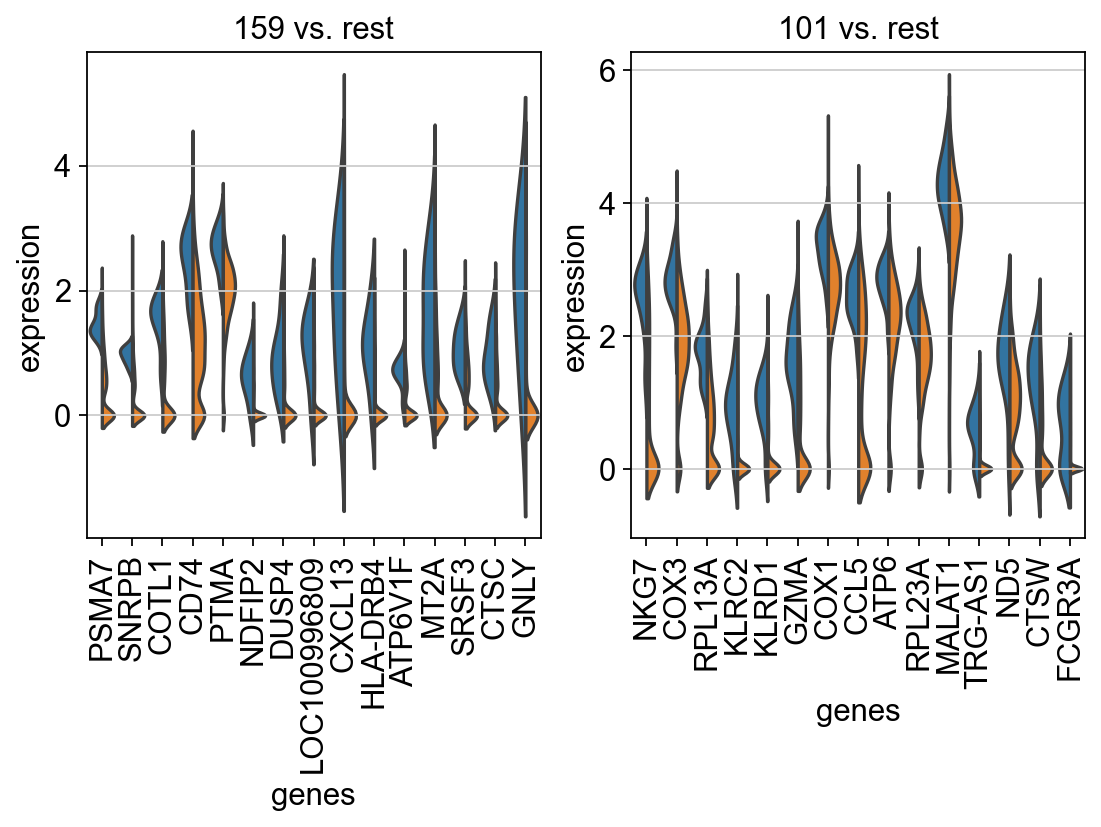 159 vs. rest
expression
4
2
0
PSMA7
SNRPB
COTL1
CD74
PTMA
NDFIP2
DUSP4
LOC100996809
CXCL13
HLA-DRB4
ATP6V1F
MT2A
SRSF3
CTSC
GNLY
genes
101 vs. rest
expression
6
4
2
0
NKG7
COX3
RPL13A
KLRC2
KLRD1
GZMA
COX1
CCL5
ATP6
RPL23A
MALAT1
TRG-AS1
ND5
CTSW
FCGR3A
genes